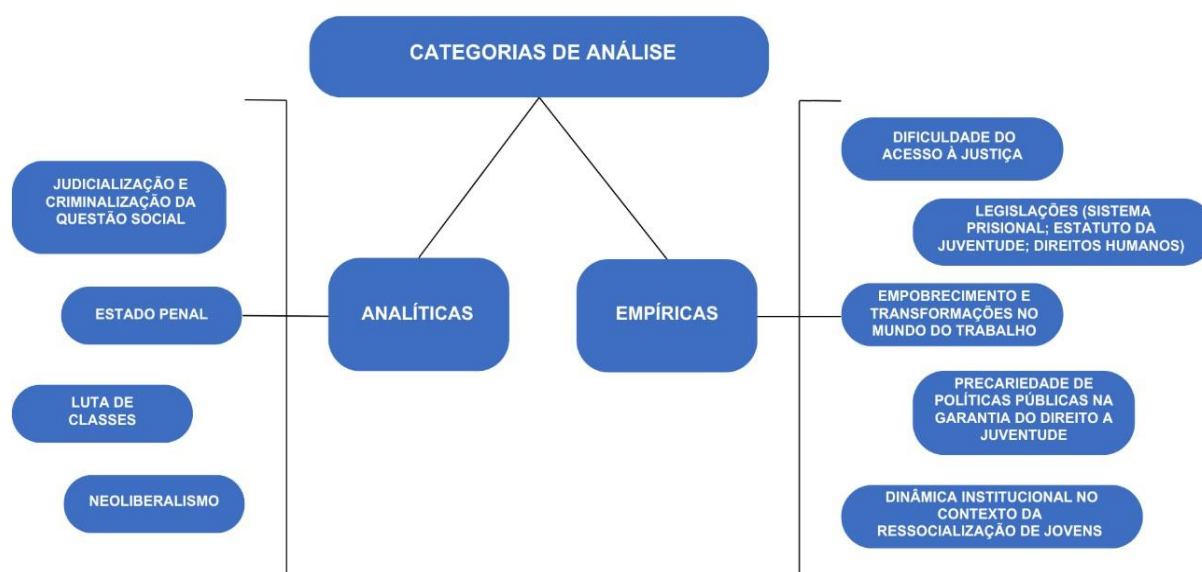 CATEGORIAS DE ANÁLISE
JUDICIALIZAÇÃO E
CRIMINALIZAÇÃO DA
QUESTÃO SOCIAL
ESTADO PENAL
LUTA DE
CLASSES
NEOLIBERALISMO
ANALÍTICAS
EMPÍRICAS
DIFICULDADE DO
ACESSO À JUSTIÇA
LEGISLAÇÕES (SISTEMA
PRISIONAL; ESTATUTO DA
JUVENTUDE; DIREITOS HUMANOS)
EMPOBRECIMENTO E
TRANSFORMAÇÕES NO
MUNDO DO TRABALHO
PRECARIEDADE DE
POLÍTICAS PÚBLICAS NA
GARANTIA DO DIREITO A
JUVENTUDE
DINÂMICA INSTITUCIONAL NO
CONTEXTO DA
RESSOCIALIZAÇÃO DE JOVENS